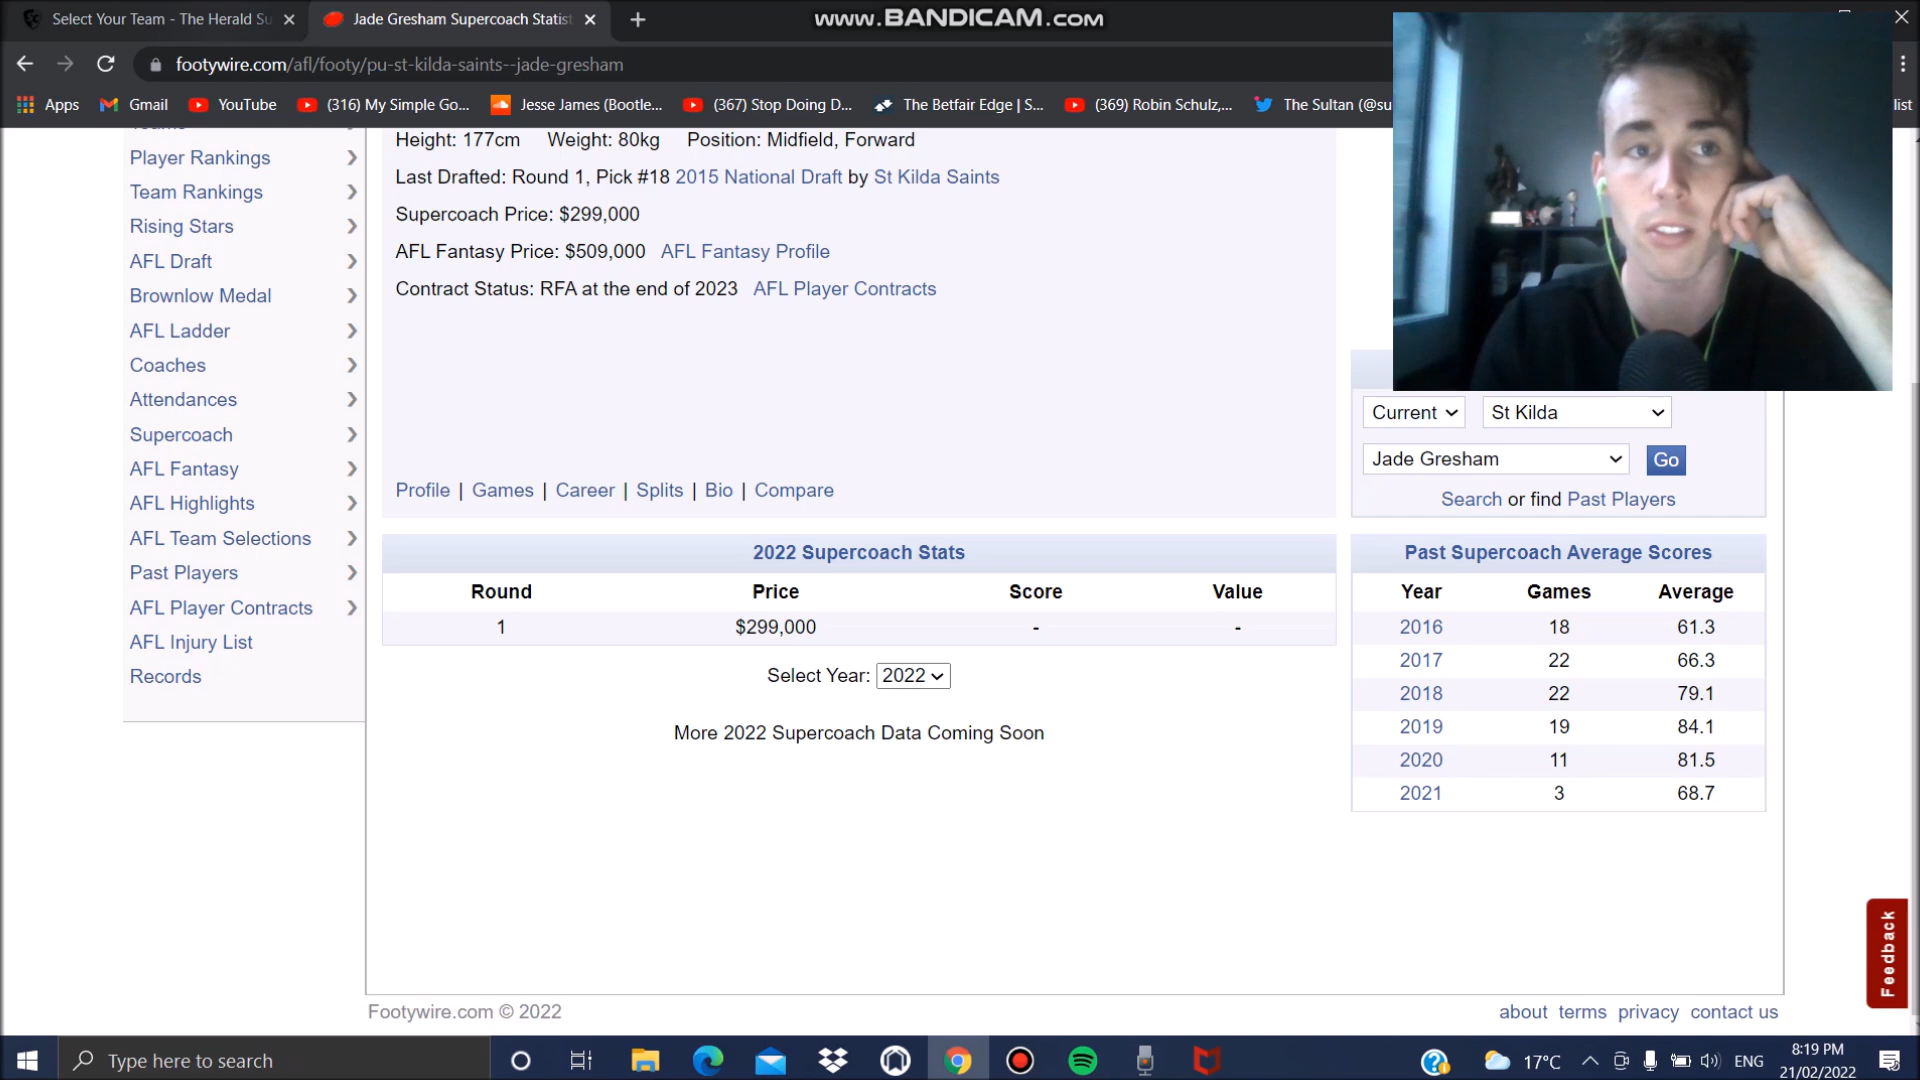 Select Your Team - The Herald Su
Jade Gresham Supercoach Statist
www.BANDICAM.com
footywire.com/afl/footy/pu-st-kilda-saints--jade-gresham
Apps
Gmail
YouTube
(316) My Simple Go...
Jesse James (Bootle...
(367) Stop Doing D...
The Betfair Edge | S...
(369) Robin Schulz,...
The Sultan (@su
list
Player Rankings
Team Rankings
Rising Stars
AFL Draft
Brownlow Medal
AFL Ladder
Coaches
Attendances
Supercoach
AFL Fantasy
AFL Highlights
AFL Team Selections
Past Players
AFL Player Contracts
AFL Injury List
Records
Height: 177cm Weight: 80kg Position: Midfield, Forward
Last Drafted: Round 1, Pick #18 2015 National Draft by St Kilda Saints
Supercoach Price: $299,000
AFL Fantasy Price: $509,000 AFL Fantasy Profile
Contract Status: RFA at the end of 2023 AFL Player Contracts
Profile | Games | Career | Splits | Bio | Compare
2022 Supercoach Stats
Round Price Score Value
1 $299,000 - -
Select Year: 2022
More 2022 Supercoach Data Coming Soon
Current St Kilda
Jade Gresham Go
Search or find Past Players
Past Supercoach Average Scores
Year Games Average
2016 18 61.3
2017 22 66.3
2018 22 79.1
2019 19 84.1
2020 11 81.5
2021 3 68.7
Feedback
Footywire.com © 2022
about terms privacy contact us
Type here to search
17°C
ENG
8:19 PM
21/02/2022